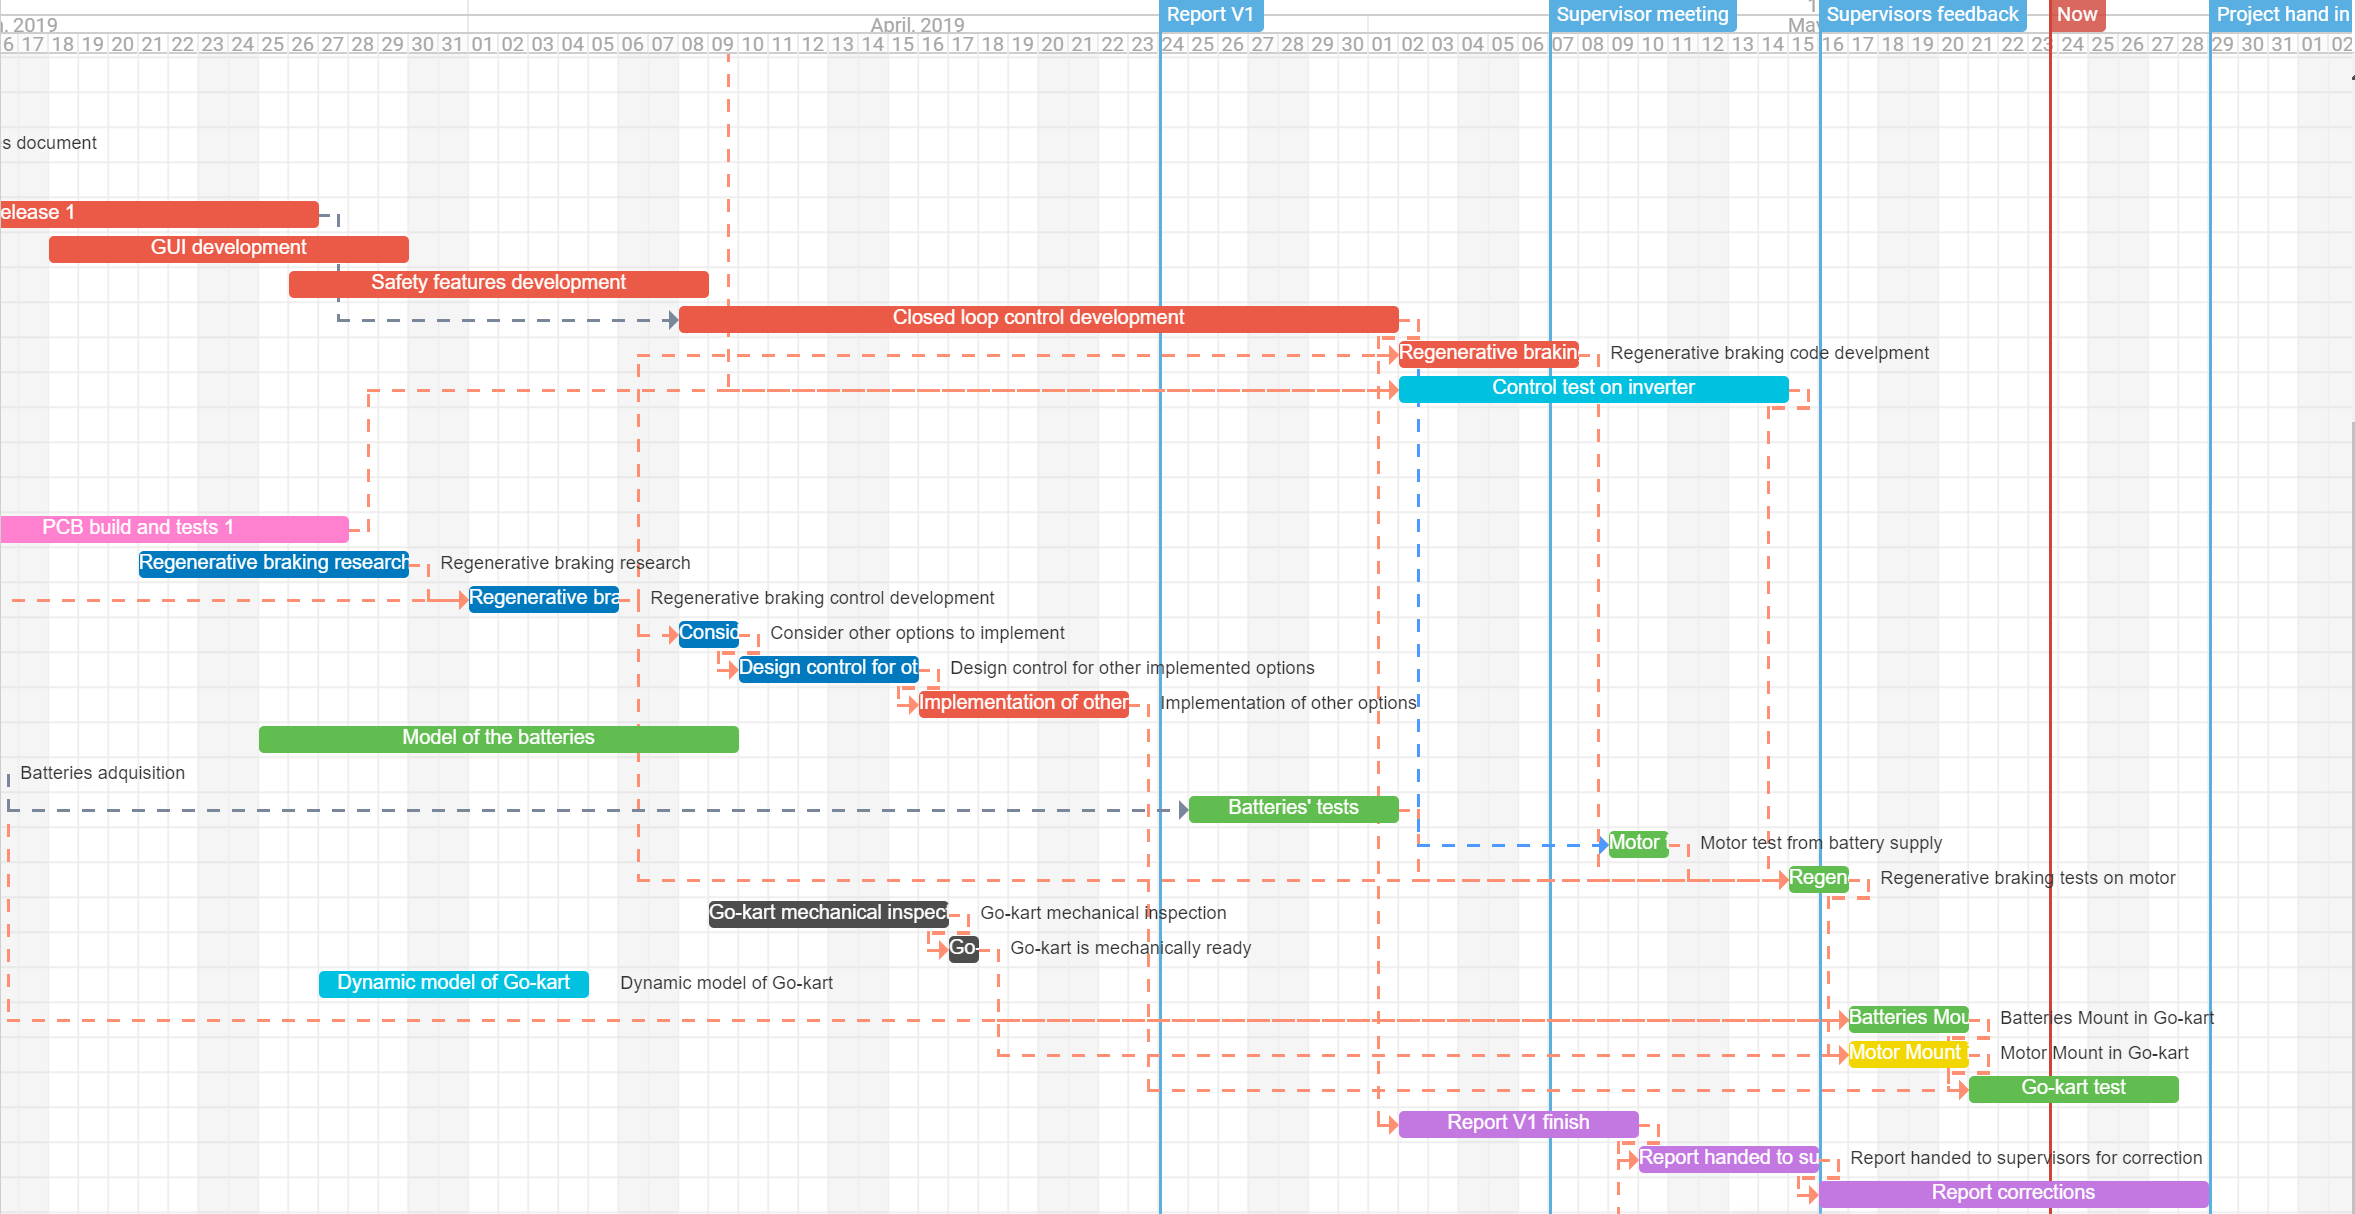 Report V1
Supervisor meeting
Supervisors feedback
Now
Project hand in
2019
April, 2019
6 17 18 19 20 21 22 23 24 25 26 27 28 29 30 31 01 02 03 04 05 06 07 08 09 10 11 12 13 14 15 16 17 18 19 20 21 22 23 24 25 26 27 28 29 30 01 02 03 04 05 06 07 08 09 10 11 12 13 14 15 16 17 18 19 20 21 22 23 24 25 26 27 28 29 30 31 01 02
s document
elease 1
GUI development
Safety features development
Closed loop control development
Regenerative brakin Regenerative braking code develpment
Control test on inverter
PCB build and tests 1
Regenerative braking research Regenerative braking research
Regenerative bra Regenerative braking control development
Consid Consider other options to implement
Design control for ot Design control for other implemented options
Implementation of other Implementation of other options
Model of the batteries
Batteries adquisition
Batteries' tests
Motor Motor test from battery supply
Regen Regenerative braking tests on motor
Go-kart mechanical inspect Go-kart mechanical inspection
Go- Go-kart is mechanically ready
Dynamic model of Go-kart Dynamic model of Go-kart
Batteries Mou Batteries Mount in Go-kart
Motor Mount Motor Mount in Go-kart
Go-kart test
Report V1 finish
Report handed to su Report handed to supervisors for correction
Report corrections